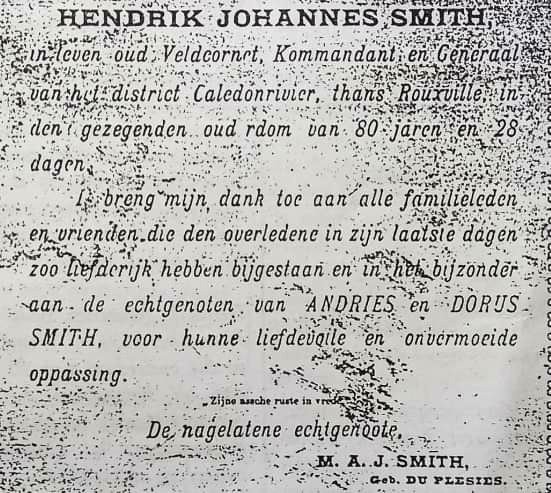 HENDRIK JOHANNES SMITH,
in leven oud Veldcornet, Kommandant en Generaal
van het district Caledonrivier, thans Rouxville, in
den gezegenden oud rdom van 80 jaren en 28
dagen.
Ik breng mijn dank toe aan alle familieleden
en vrienden die den overledene in zijn laatste dagen
zoo liefderijk hebben bijgestaan en in het bijzonder
aan de echtgenoten van ANDRIES en DORUS
SMITH, voor hunne liefdevolle en onvermoeide
oppassing.
„Zijne assche ruste in vrede."
De nagelatene echtgenoote,
M. A. J. SMITH,
Geb. DU PLESIES.